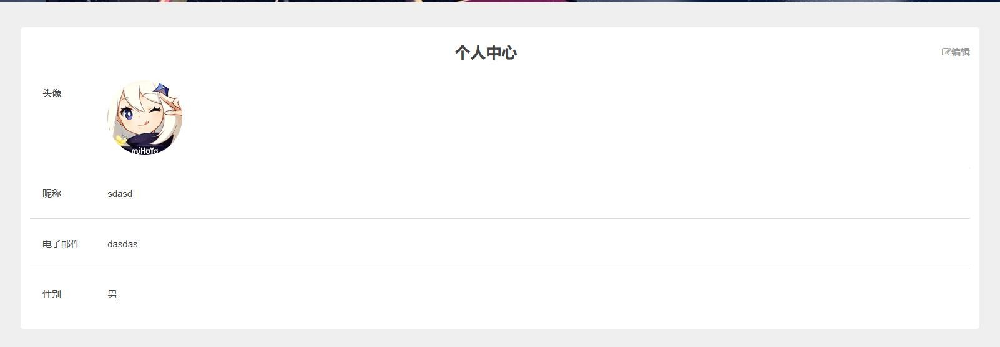 个人中心
编辑
头像
miHoYo
昵称 sdasd
电子邮件 dasdas
性别 男